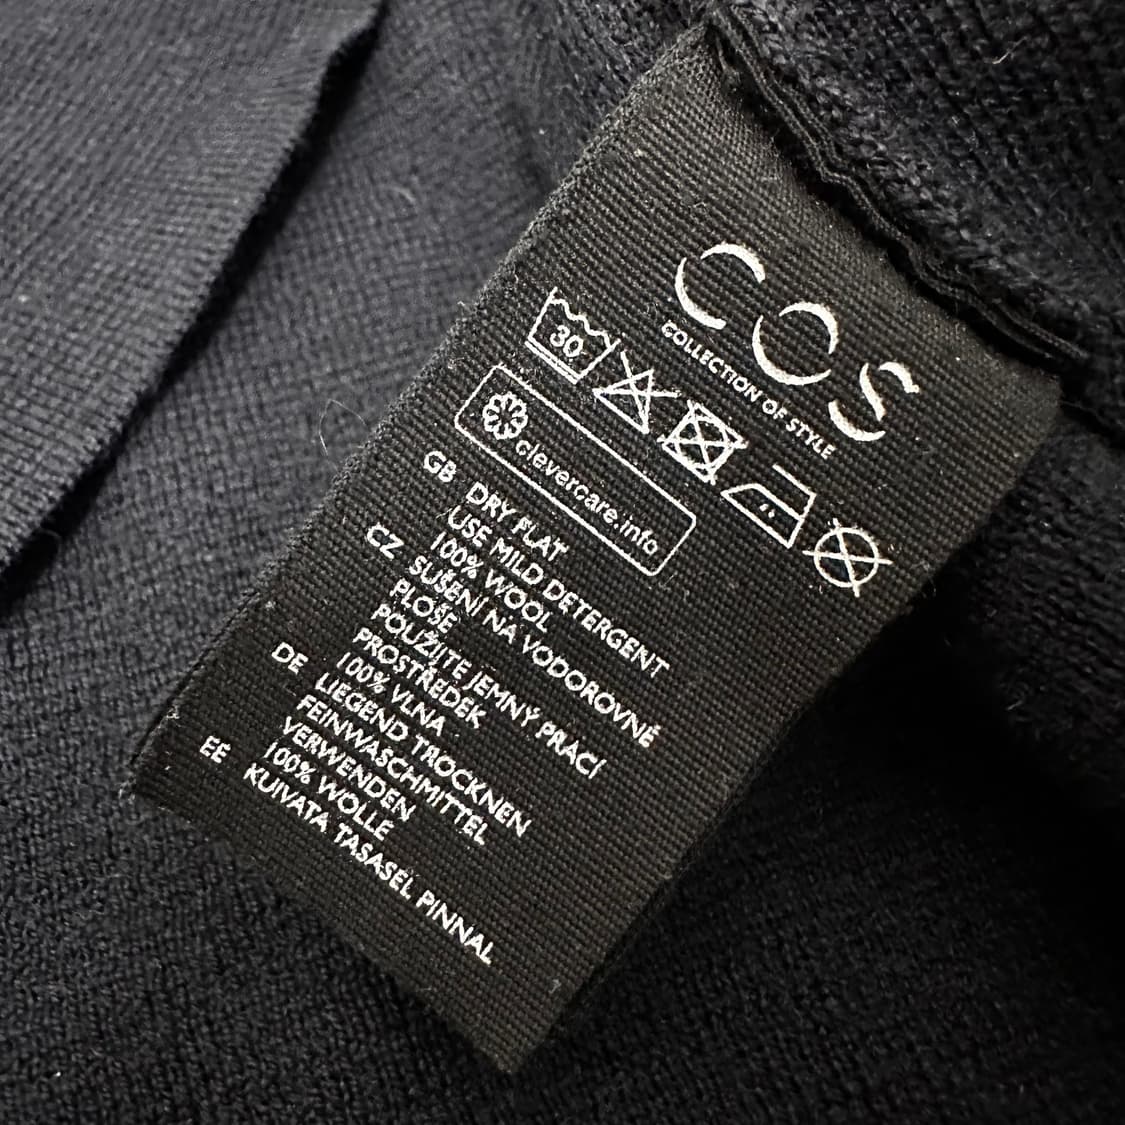 COS
COLLECTION OF STYLE
30
clevercare.info
GB DRY FLAT
USE MILD DETERGENT
100% WOOL
CZ SUŠENÍ NA VODOROVNÉ
PLOŠE
POUŽIJTE JEMNÝ PRACÍ
PROSTŘEDEK
100% VLNA
DE LIEGEND TROCKNEN
FEINWASCHMITTEL
VERWENDEN
100% WOLLE
EE KUIVATA TASASEL PINNAL